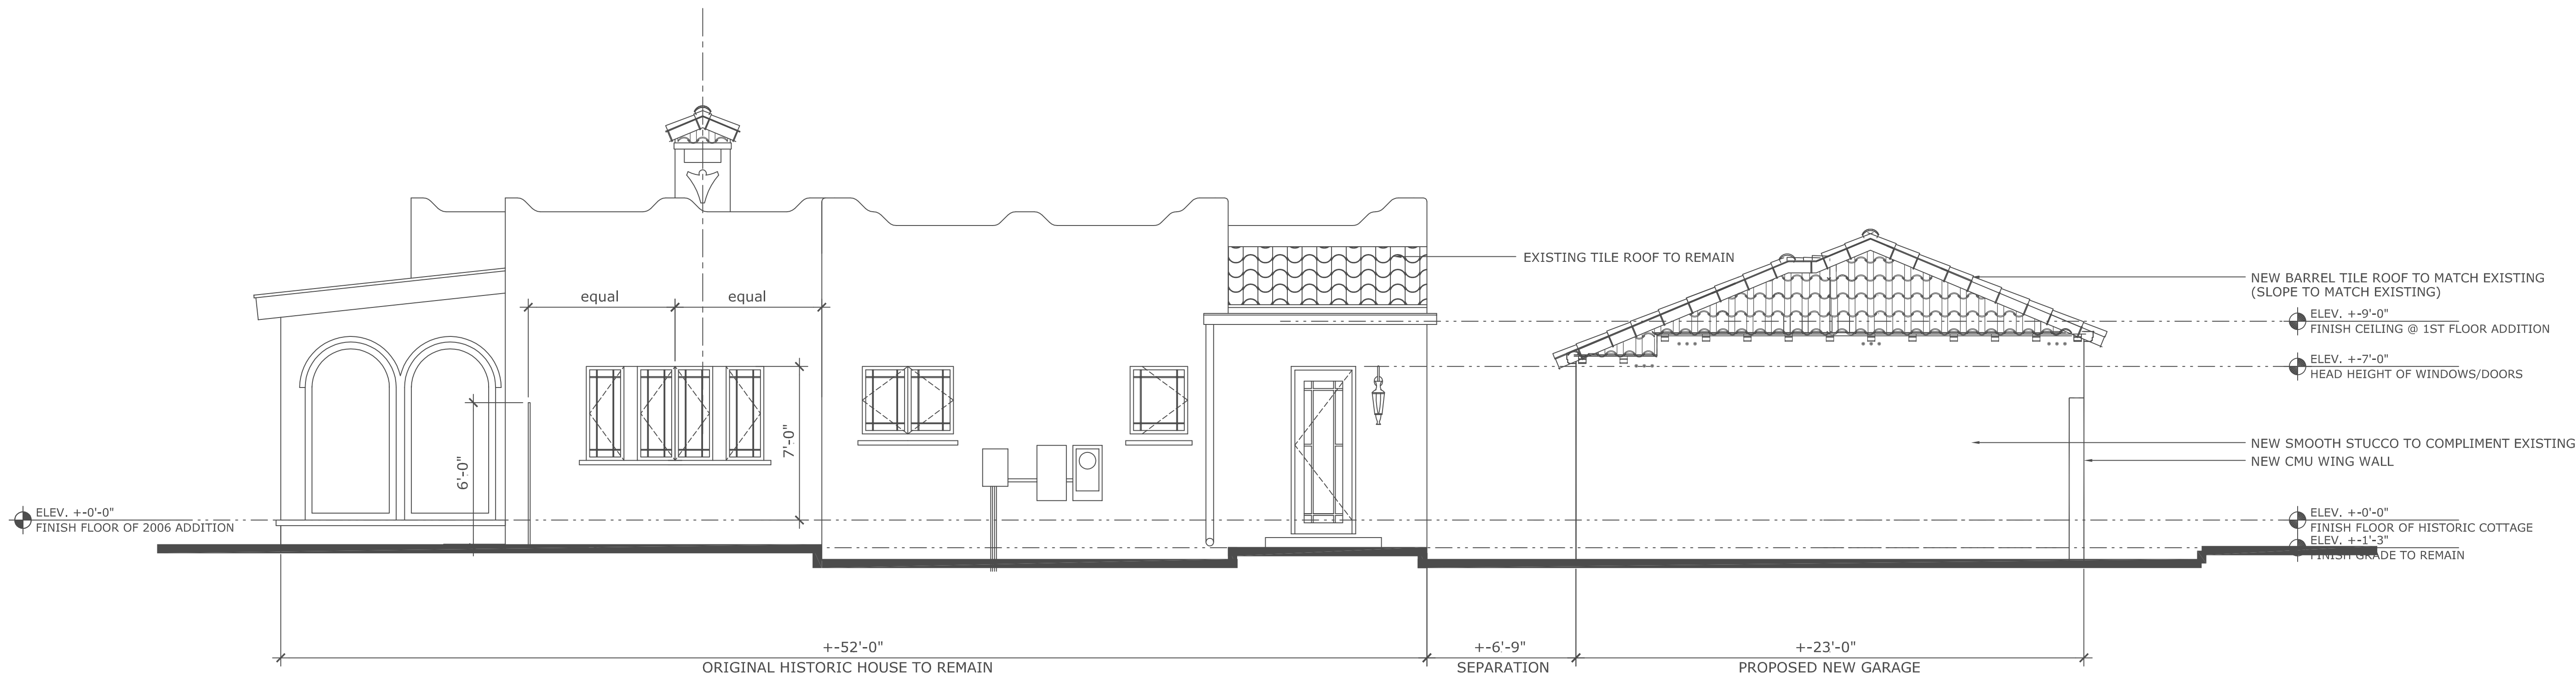 EXISTING TILE ROOF TO REMAIN
NEW BARREL TILE ROOF TO MATCH EXISTING
(SLOPE TO MATCH EXISTING)
equal
equal
ELEV. +-9'-0"
FINISH CEILING @ 1ST FLOOR ADDITION
ELEV. +-7'-0"
HEAD HEIGHT OF WINDOWS/DOORS
6'-0"
7'-0"
NEW SMOOTH STUCCO TO COMPLIMENT EXISTING
NEW CMU WING WALL
ELEV. +-0'-0"
FINISH FLOOR OF 2006 ADDITION
ELEV. +-0'-0"
FINISH FLOOR OF HISTORIC COTTAGE
ELEV. +-1'-3"
FINISH GRADE TO REMAIN
+-52'-0"
ORIGINAL HISTORIC HOUSE TO REMAIN
+-6'-9"
SEPARATION
+-23'-0"
PROPOSED NEW GARAGE